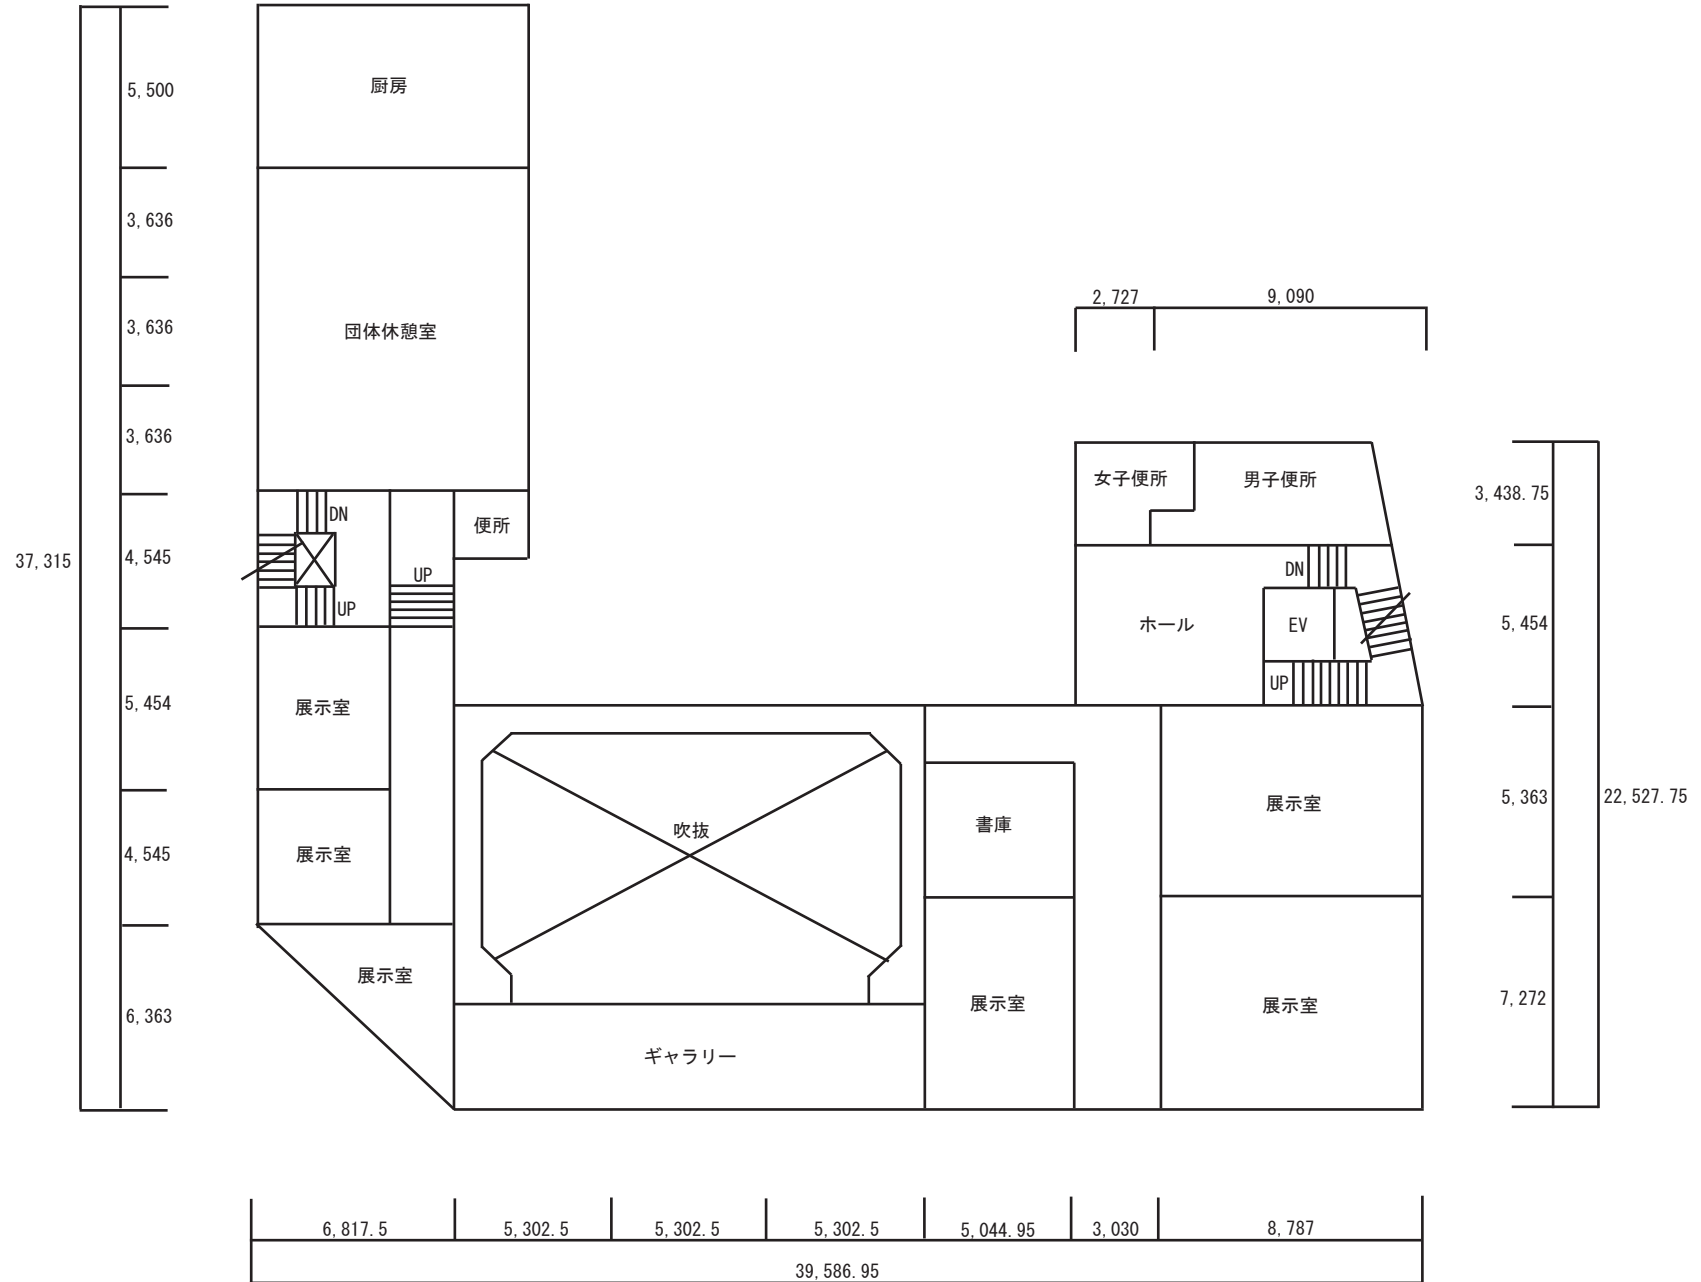 5,500
厨房
3,636
3,636
団体休憩室
3,636
37,315
4,545
DN
UP
UP
便所
5,454
展示室
4,545
展示室
6,363
展示室
吹抜
ギャラリー
書庫
展示室
2,727
9,090
女子便所
男子便所
DN
ホール
EV
UP
展示室
展示室
3,438.75
5,454
5,363
22,527.75
7,272
6,817.5
5,302.5
5,302.5
5,302.5
5,044.95
3,030
8,787
39,586.95